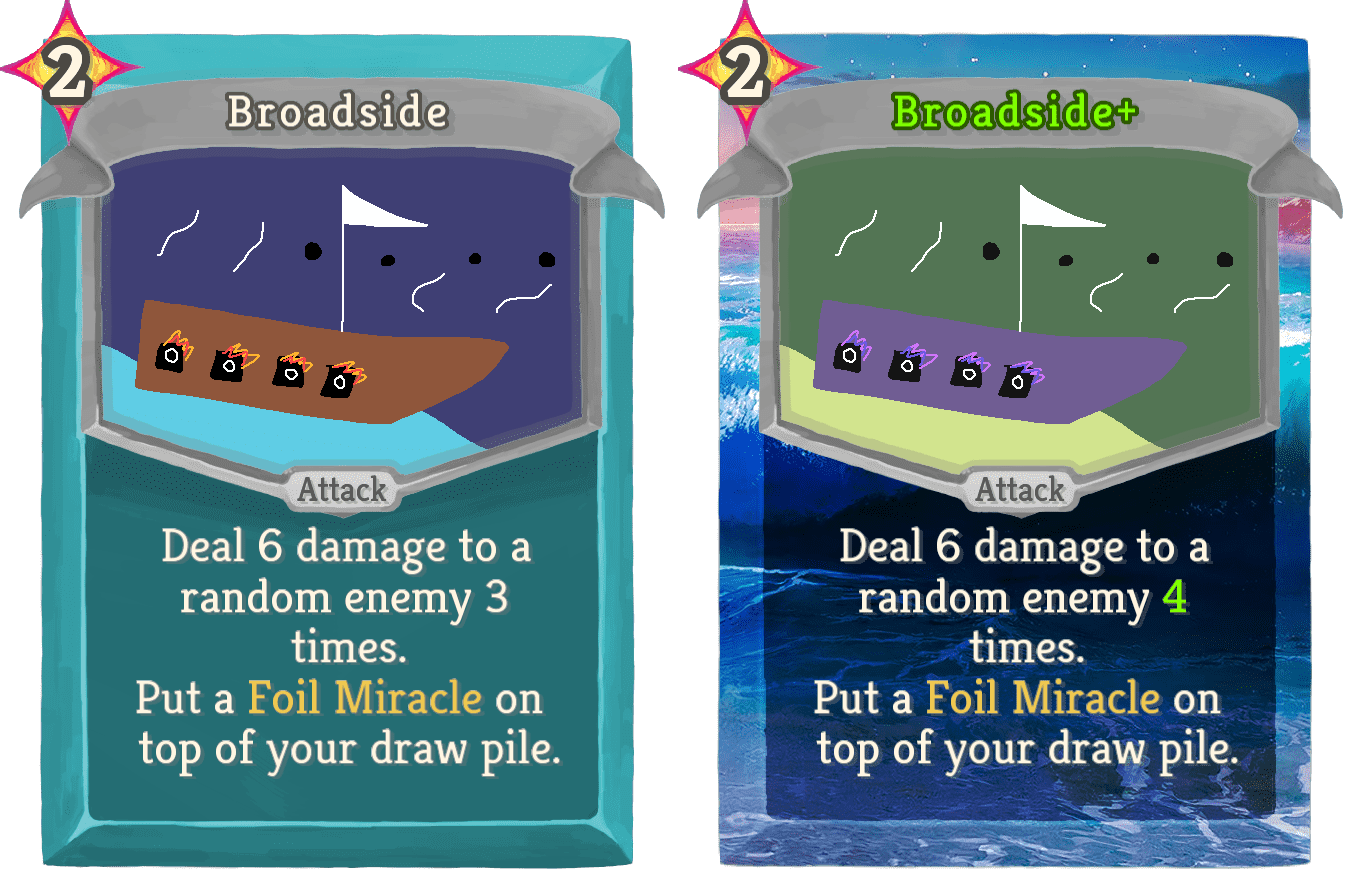 2
Broadside
Attack
Deal 6 damage to a
random enemy 3
times.
Put a Foil Miracle on
top of your draw pile.
2
Broadside+
Attack
Deal 6 damage to a
random enemy 4
times.
Put a Foil Miracle on
top of your draw pile.